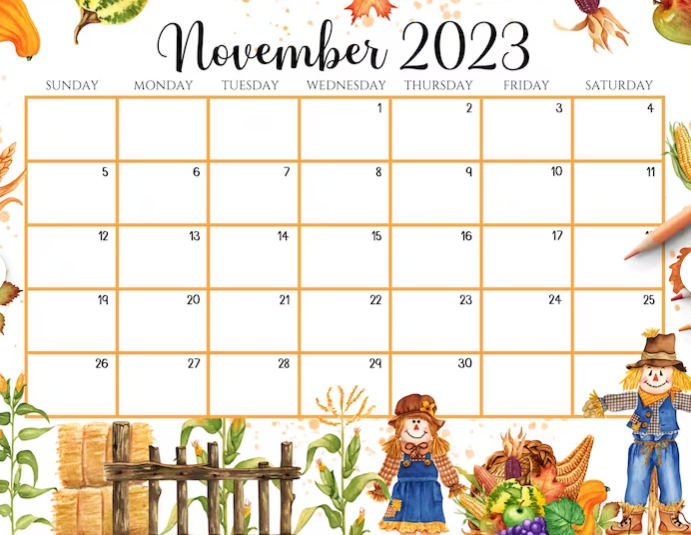 November 2023
SUNDAY MONDAY TUESDAY WEDNESDAY THURSDAY FRIDAY SATURDAY
1 2 3 4
5 6 7 8 9 10 11
12 13 14 15 16 17
19 20 21 22 23 24 25
26 27 28 29 30